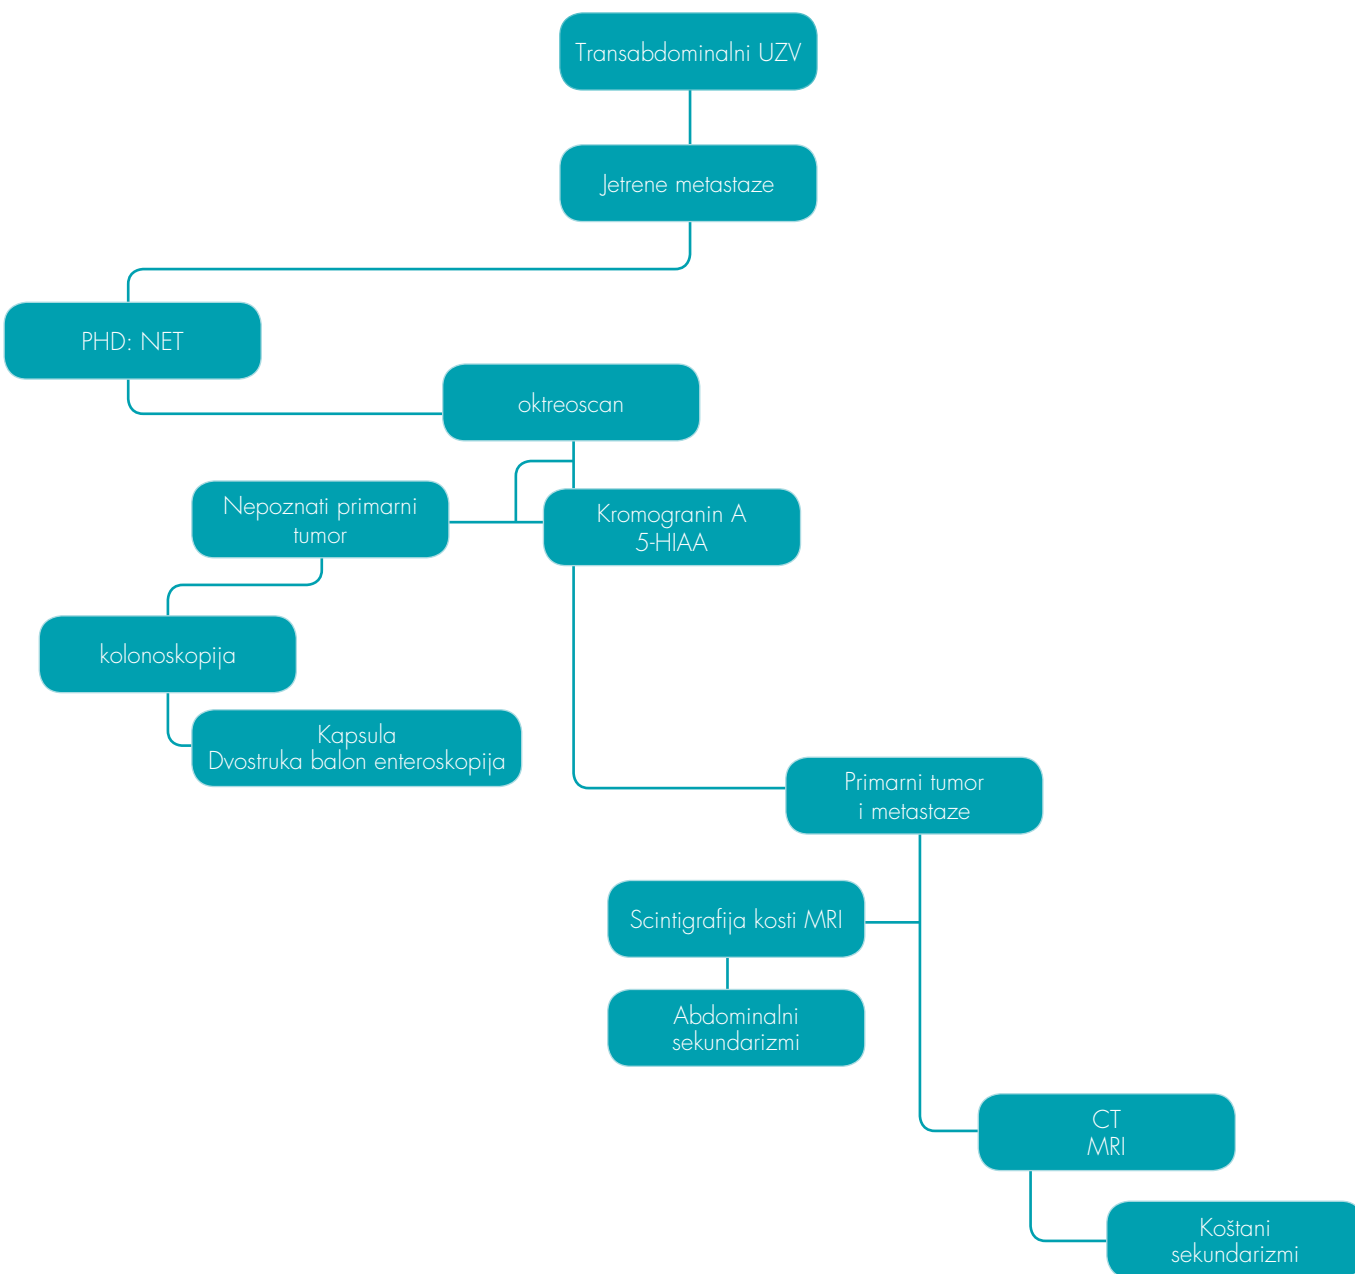 Transabdominalni UZV
Jetrene metastaze
PHD: NET
oktreoscan
Nepoznati primarni
tumor
Kromogranin A
5-HIAA
kolonoskopija
Kapsula
Dvostruka balon enteroskopija
Primarni tumor
i metastaze
Scintigrafija kosti MRI
Abdominalni
sekundarizmi
CT
MRI
Koštani
sekundarizmi